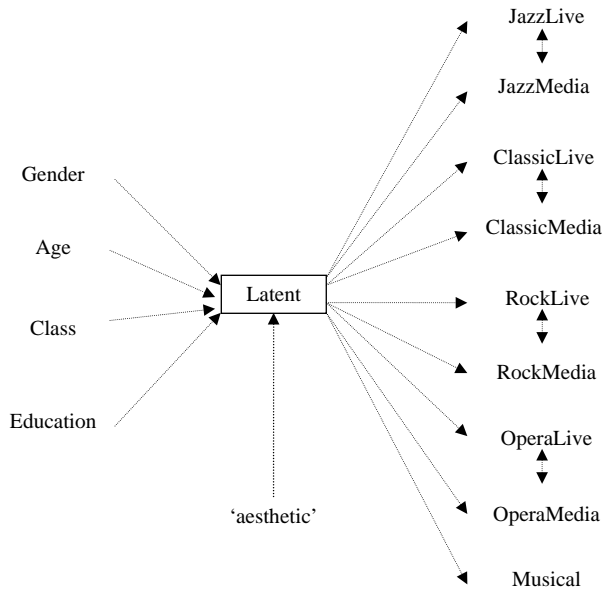 JazzLive
JazzMedia
ClassicLive
Gender
ClassicMedia
Age
Latent
RockLive
Class
RockMedia
Education
OperaLive
‘aesthetic’
OperaMedia
Musical